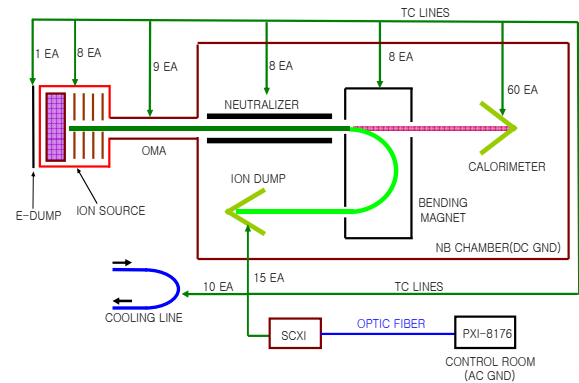 TC LINES
1 EA
8 EA
9 EA
8 EA
8 EA
60 EA
NEUTRALIZER
OMA
CALORIMETER
ION DUMP
E-DUMP
ION SOURCE
BENDING
MAGNET
NB CHAMBER(DC GND)
15 EA
10 EA
TC LINES
COOLING LINE
SCXI
OPTIC FIBER
PXI-8176
CONTROL ROOM
(AC GND)